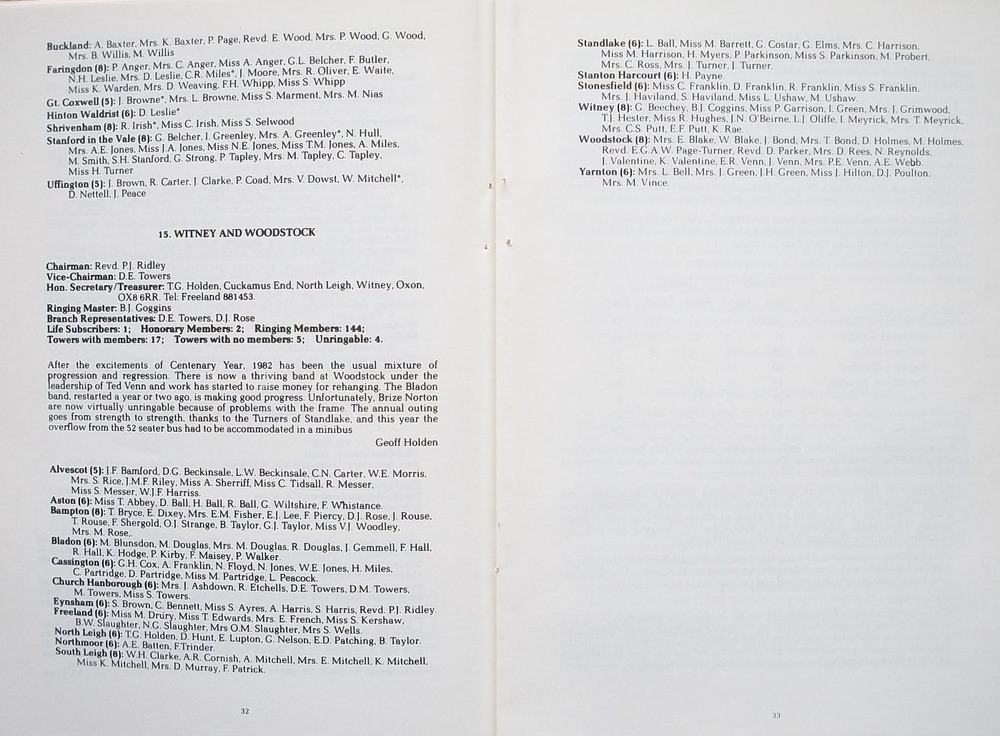 Buckland: A. Baxter, Mrs. K. Baxter, P. Page, Revd. E. Wood, Mrs. P. Wood, G. Wood,
Mrs. B. Willis, M. Willis
Faringdon (8): P. Anger, Mrs. C. Anger, Miss A. Anger, G.L. Belcher, F. Butler,
N.H. Leslie, Mrs. D. Leslie, C.R. Miles*, J. Moore, Mrs. R. Oliver, E. Waite,
Miss K. Warden, Mrs. D. Weaving, F.H. Whipp, Miss S. Whipp
Gt. Coxwell (5): J. Browne*, Mrs. L. Browne, Miss S. Marment, Mrs. M. Nias
Hinton Waldrist (6): D. Leslie*
Shrivenham (8): R. Irish*, Miss C. Irish, Miss S. Selwood
Stanford in the Vale (8): G. Belcher, I. Greenley, Mrs. A. Greenley*, N. Hull,
Mrs. A.E. Jones, Miss J.A. Jones, Miss N.E. Jones, Miss T.M. Jones, A. Miles,
M. Smith, S.H. Stanford, G. Strong, P. Tapley, Mrs. M. Tapley, C. Tapley,
Miss H. Turner
Uffington (5): J. Brown, R. Carter, J. Clarke, P. Coad, Mrs. V. Dowst, W. Mitchell*,
D. Nettell, J. Peace
15. WITNEY AND WOODSTOCK
Chairman: Revd. P.J. Ridley
Vice-Chairman: D.E. Towers
Hon. Secretary/Treasurer: T.G. Holden, Cuckamus End, North Leigh, Witney, Oxon,
OX8 6RR. Tel: Freeland 881453.
Ringing Master: B.J. Goggins
Branch Representatives: D.E. Towers, D.J. Rose
Life Subscribers: 1; Honorary Members: 2; Ringing Members: 144;
Towers with members: 17; Towers with no members: 5; Unringable: 4.
After the excitements of Centenary Year, 1982 has been the usual mixture of
progression and regression. There is now a thriving band at Woodstock under the
leadership of Ted Venn and work has started to raise money for rehanging. The Bladon
band, restarted a year or two ago, is making good progress. Unfortunately, Brize Norton
are now virtually unringable because of problems with the frame. The annual outing
goes from strength to strength, thanks to the Turners of Standlake, and this year the
overflow from the 52 seater bus had to be accommodated in a minibus
Geoff Holden
Alvescot (5): J.F. Bamford, D.G. Beckinsale, L.W. Beckinsale, C.N. Carter, W.E. Morris,
Mrs. S. Rice, J.M.F. Riley, Miss A. Sherriff, Miss C. Tidsall, R. Messer,
Miss S. Messer, W.J.F. Harriss.
Aston (6): Miss T. Abbey, D. Ball, H. Ball, R. Ball, G. Wiltshire, F. Whistance.
Bampton (8): T. Bryce, E. Dixey, Mrs. E.M. Fisher, E.J. Lee, F. Piercy, D.J. Rose, J. Rouse,
T. Rouse, F. Shergold, O.J. Strange, B. Taylor, G.J. Taylor, Miss V.J. Woodley,
Mrs. M. Rose,.
Bladon (6): M. Blunsdon, M. Douglas, Mrs. M. Douglas, R. Douglas, J. Gemmell, F. Hall,
R. Hall, K. Hodge, P. Kirby, F. Maisey, P. Walker.
Cassington (6): G.H. Cox, A. Franklin, N. Floyd, N. Jones, W.E. Jones, H. Miles,
C. Partridge, D. Partridge, Miss M. Partridge, L. Peacock.
Church Hanborough (6): Mrs. J. Ashdown, R. Etchells, D.E. Towers, D.M. Towers,
M. Towers, Miss S. Towers.
Eynsham (6): S. Brown, C. Bennett, Miss S. Ayres, A. Harris, S. Harris, Revd. P.J. Ridley.
Freeland (6): Miss M. Drury, Miss T. Edwards, Mrs. E. French, Miss S. Kershaw,
B.W. Slaughter, N.G. Slaughter, Mrs O.M. Slaughter, Mrs S. Wells.
North Leigh (6): T.G. Holden, D. Hunt, E. Lupton, G. Nelson, E.D. Patching, B. Taylor.
Northmoor (6): A.E. Batten, F.Trinder.
South Leigh (8): W.H. Clarke, A.R. Cornish, A. Mitchell, Mrs. E. Mitchell, K. Mitchell,
Miss K. Mitchell, Mrs. D. Murray, F. Patrick.
32
Standlake (6): L. Ball, Miss M. Barrett, G. Costar, G. Elms, Mrs. C. Harrison,
Miss M. Harrison, H. Myers, P. Parkinson, Miss S. Parkinson, M. Probert,
Mrs. C. Ross, Mrs. J. Turner, J. Turner.
Stanton Harcourt (6): H. Payne.
Stonesfield (6): Miss C. Franklin, D. Franklin, R. Franklin, Miss S. Franklin,
Mrs. J. Haviland, S. Haviland, Miss L. Ushaw, M. Ushaw.
Witney (8): G. Beechey, B.J. Coggins, Miss P. Garrison, I. Green, Mrs. J. Grimwood,
T.J. Hester, Miss R. Hughes, J.N. O'Beirne, L.J. Oliffe, I. Meyrick, Mrs. T. Meyrick,
Mrs. C.S. Putt, E.F. Putt, K. Rae.
Woodstock (8): Mrs. E. Blake, W. Blake, J. Bond, Mrs. T. Bond, D. Holmes, M. Holmes,
Revd. E.G.A.W. Page-Turner, Revd. D. Parker, Mrs. D. Rees, N. Reynolds,
J. Valentine, K. Valentine, E.R. Venn, J. Venn, Mrs. P.E. Venn, A.E. Webb.
Yarnton (6): Mrs. L. Bell, Mrs. J. Green, J.H. Green, Miss J. Hilton, D.J. Poulton,
Mrs. M. Vince.
33